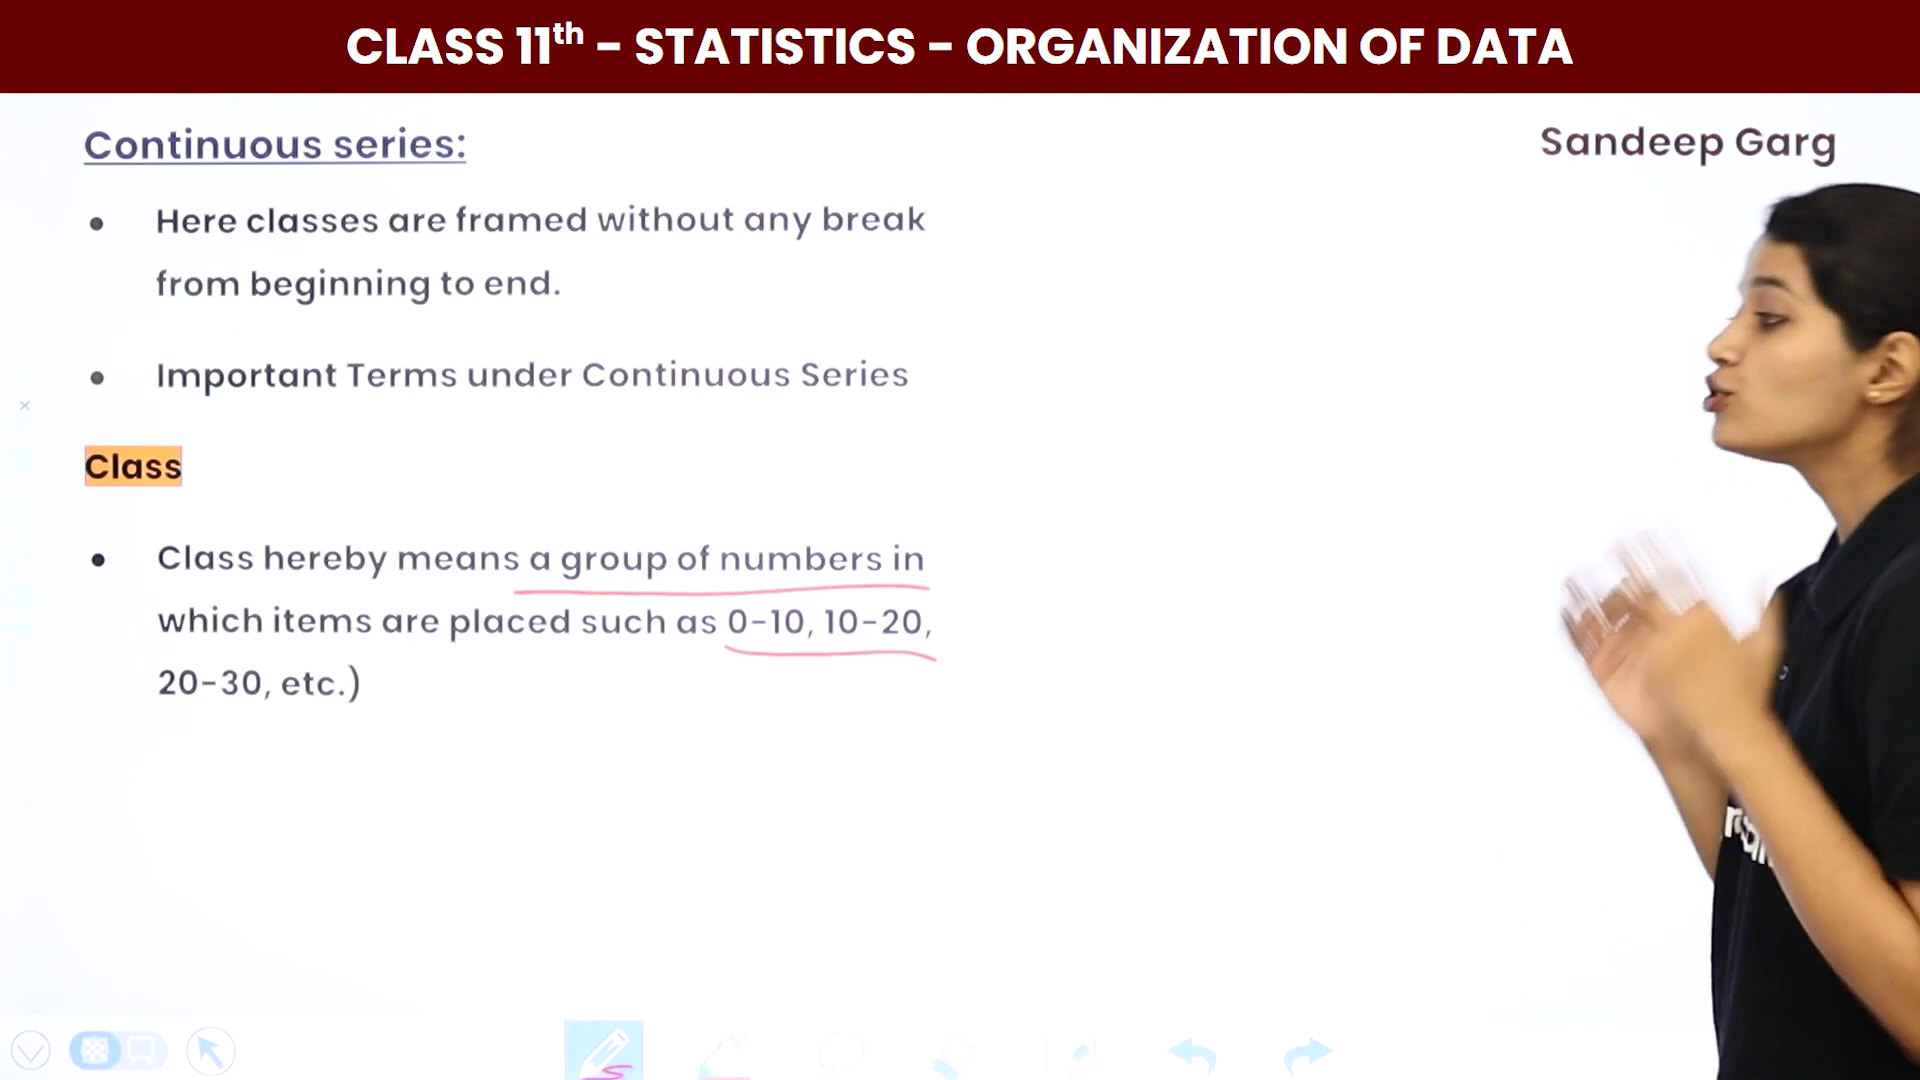 CLASS 11th - STATISTICS - ORGANIZATION OF DATA
Continuous series:
Sandeep Garg
• Here classes are framed without any break
from beginning to end.
• Important Terms under Continuous Series
Class
• Class hereby means a group of numbers in
which items are placed such as 0-10, 10-20,
20-30, etc.)